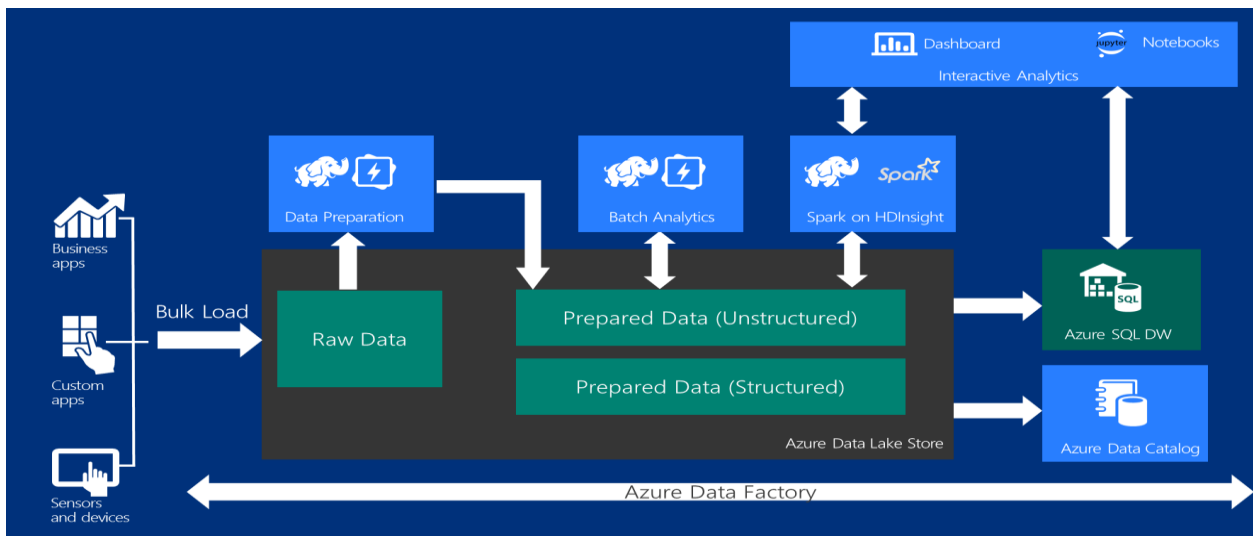 Dashboard
jupyter
Notebooks
Interactive Analytics
Data Preparation
Batch Analytics
Spark
Spark on HDInsight
Business
apps
Custom
apps
Sensors
and devices
Bulk Load
Raw Data
Prepared Data (Unstructured)
Prepared Data (Structured)
Azure Data Lake Store
SQL
Azure SQL DW
Azure Data Catalog
Azure Data Factory